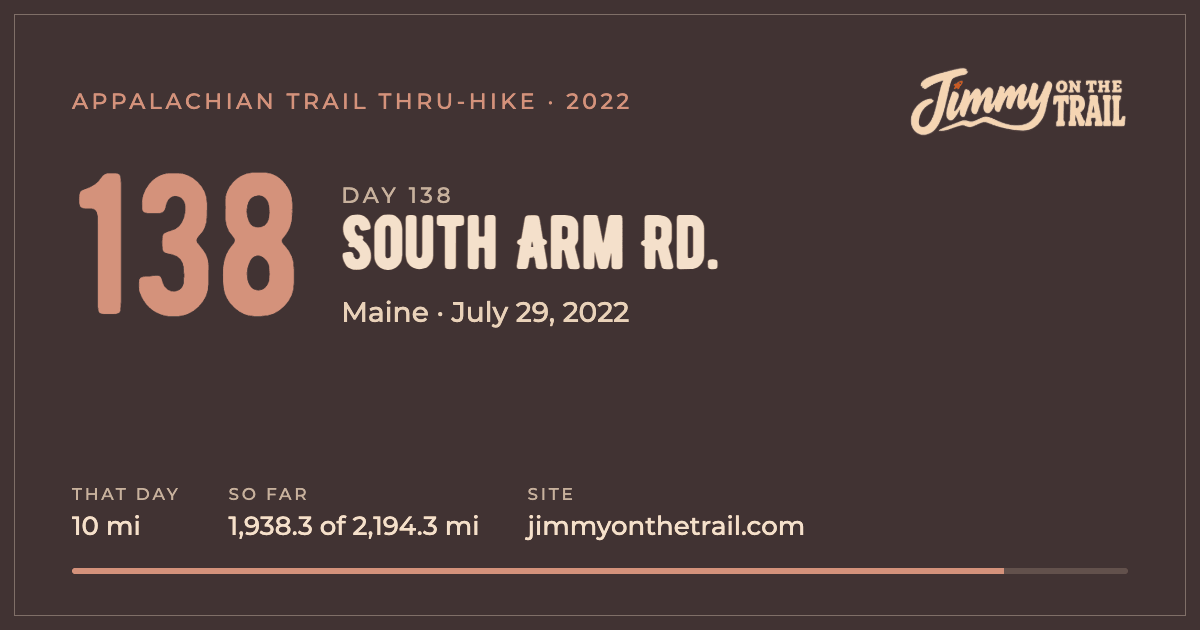 APPALACHIAN TRAIL THRU-HIKE · 2022
Jimmy ON THE TRAIL
138
DAY 138
SOUTH ARM RD.
Maine · July 29, 2022
THAT DAY
10 mi
SO FAR
1,938.3 of 2,194.3 mi
SITE
jimmyonthetrail.com